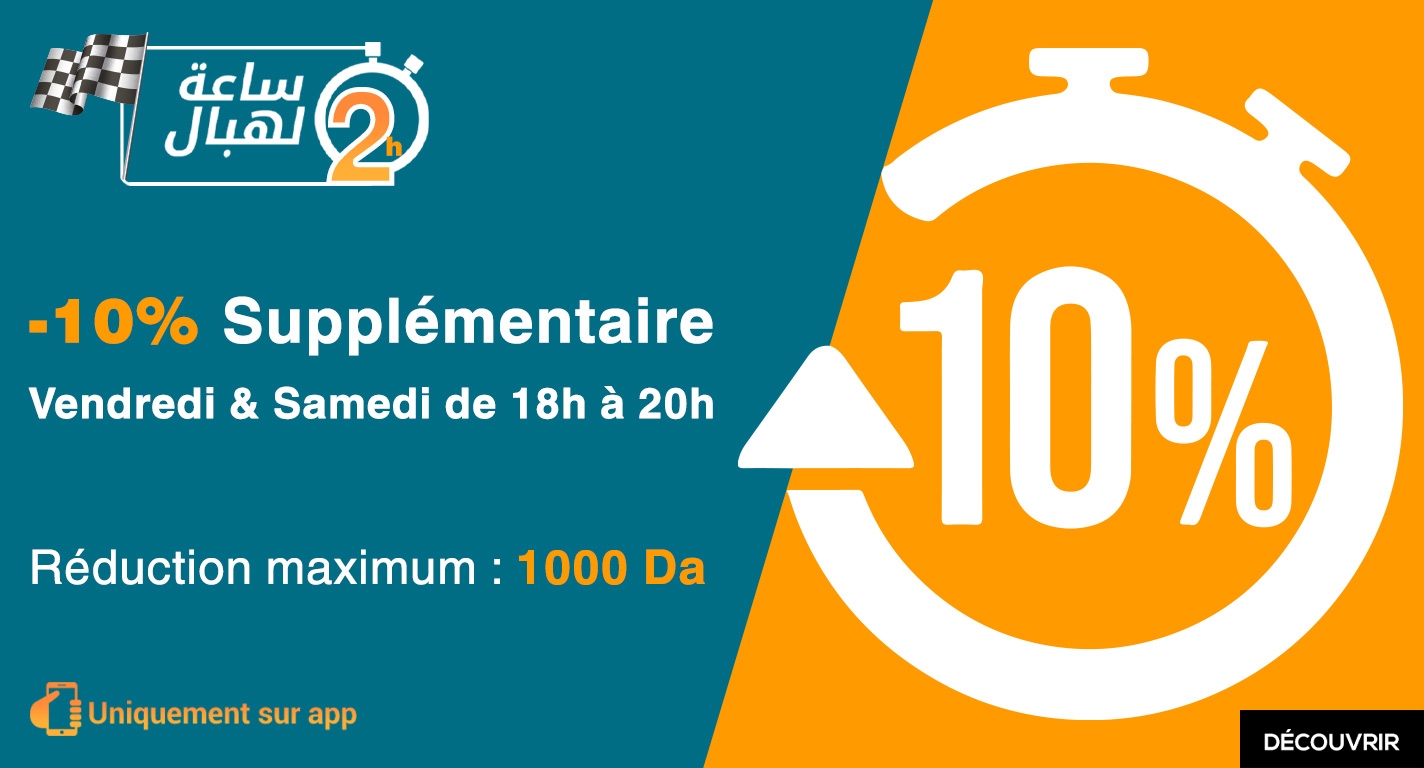 ساعة
لهبال
2h
-10% Supplémentaire
Vendredi & Samedi de 18h à 20h
Réduction maximum : 1000 Da
Uniquement sur app
10%
DÉCOUVRIR